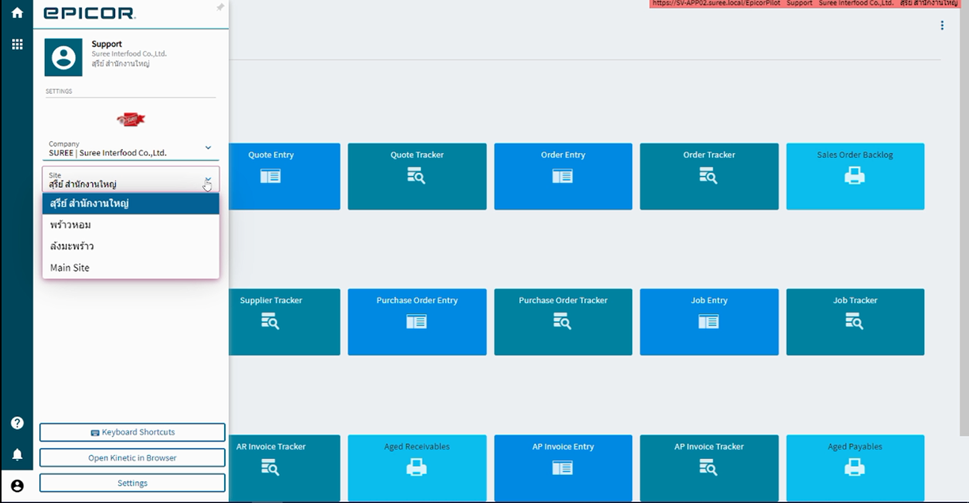 https://SV-APP02.suree.local/EpicorPilot Support Suree Interfood Co.,Ltd. สุรีย์ สำนักงานใหญ่
EPICOR
Support
Suree Interfood Co.,Ltd.
สุรีย์ สำนักงานใหญ่
SETTINGS
Company
SUREE | Suree Interfood Co.,Ltd.
Site
สุรีย์ สำนักงานใหญ่
สุรีย์ สำนักงานใหญ่
พร้าวหอม
ล้งมะพร้าว
Main Site
Quote Entry
Quote Tracker
Order Entry
Order Tracker
Sales Order Backlog
Supplier Tracker
Purchase Order Entry
Purchase Order Tracker
Job Entry
Job Tracker
AR Invoice Tracker
Aged Receivables
AP Invoice Entry
AP Invoice Tracker
Aged Payables
Keyboard Shortcuts
Open Kinetic in Browser
Settings